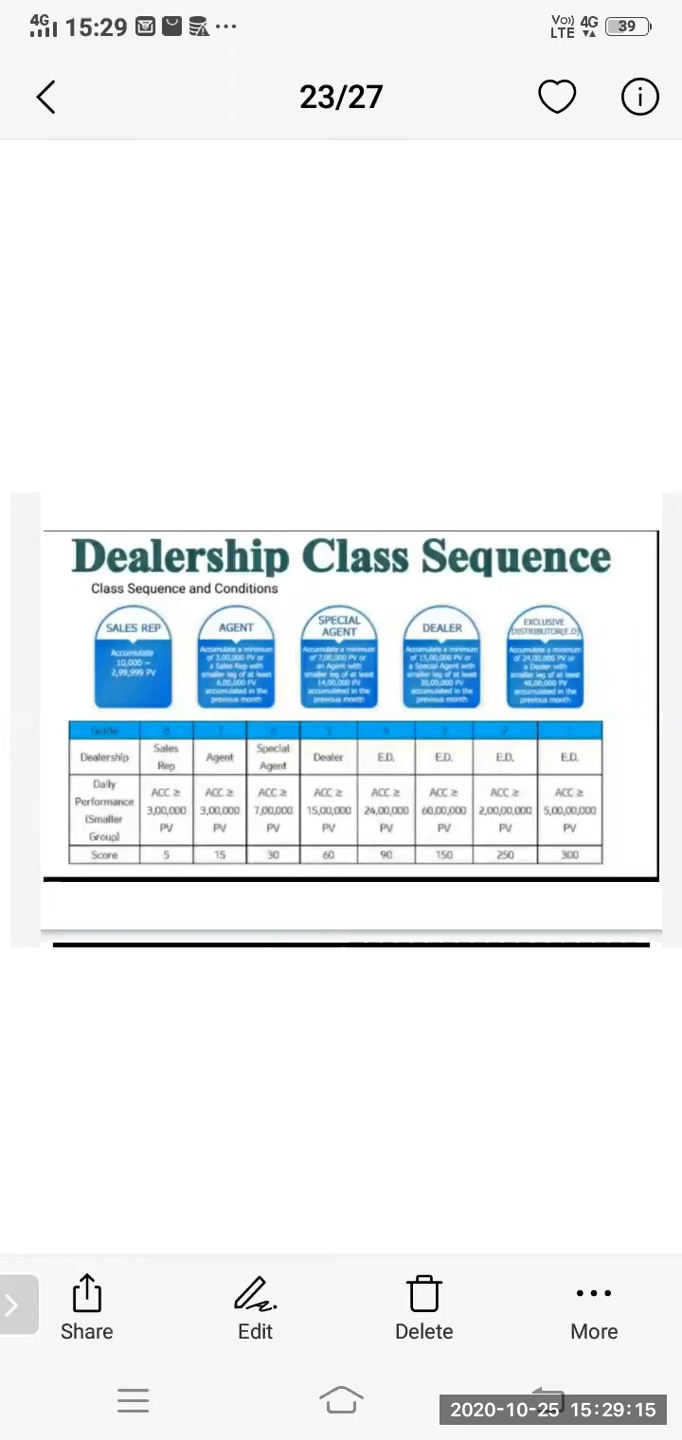 4G 15:29 ... Vo)) LTE 4G 39
23/27
Dealership Class Sequence
Class Sequence and Conditions
SALES REP
Accumulate
10,000 –
2,99,999 PV
AGENT
Accumulate a minimum
of 3,00,000 PV or
a Sales Rep with
smaller leg of at least
6,00,000 PV
accumulated in the
previous month
SPECIAL
AGENT
Accumulate a minimum
of 7,00,000 PV or
an Agent with
smaller leg of at least
14,00,000 PV
accumulated in the
previous month
DEALER
Accumulate a minimum
of 15,00,000 PV or
a Special Agent with
smaller leg of at least
30,00,000 PV
accumulated in the
previous month
EXCLUSIVE
DISTRIBUTOR(E.D)
Accumulate a minimum
of 24,00,000 PV or
a Dealer with
smaller leg of at least
48,00,000 PV
accumulated in the
previous month
Grade 8 7 6 5 4 3 2 1
Dealership Sales Rep Agent Special Agent Dealer E.D. E.D. E.D. E.D.
Daily Performance (Smaller Group) ACC ≥ 3,00,000 PV ACC ≥ 3,00,000 PV ACC ≥ 7,00,000 PV ACC ≥ 15,00,000 PV ACC ≥ 24,00,000 PV ACC ≥ 60,00,000 PV ACC ≥ 2,00,00,000 PV ACC ≥ 5,00,00,000 PV
Score 5 15 30 60 90 150 250 300
Share Edit Delete More
2020-10-25 15:29:15